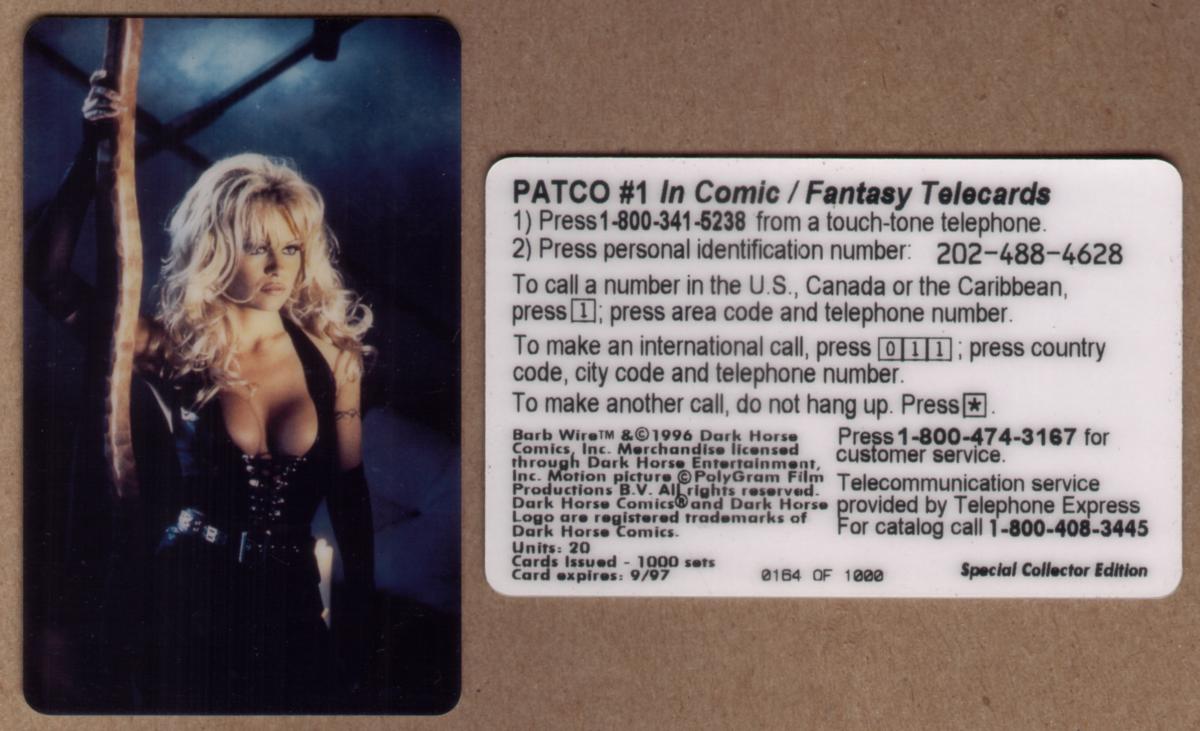 PATCO #1 In Comic / Fantasy Telecards
1) Press1-800-341-5238 from a touch-tone telephone.
2) Press personal identification number: 202-488-4628
To call a number in the U.S., Canada or the Caribbean,
press 1; press area code and telephone number.
To make an international call, press 0 1 1 ; press country
code, city code and telephone number.
To make another call, do not hang up. Press * .
Barb Wire™ &©1996 Dark Horse
Comics, Inc. Merchandise licensed
through Dark Horse Entertainment,
Inc. Motion picture ©PolyGram Film
Productions B.V. All rights reserved.
Dark Horse Comics® and Dark Horse
Logo are registered trademarks of
Dark Horse Comics.
Units: 20
Cards Issued - 1000 sets
Card expires: 9/97
Press 1-800-474-3167 for
customer service.
Telecommunication service
provided by Telephone Express
For catalog call 1-800-408-3445
0164 OF 1000
Special Collector Edition